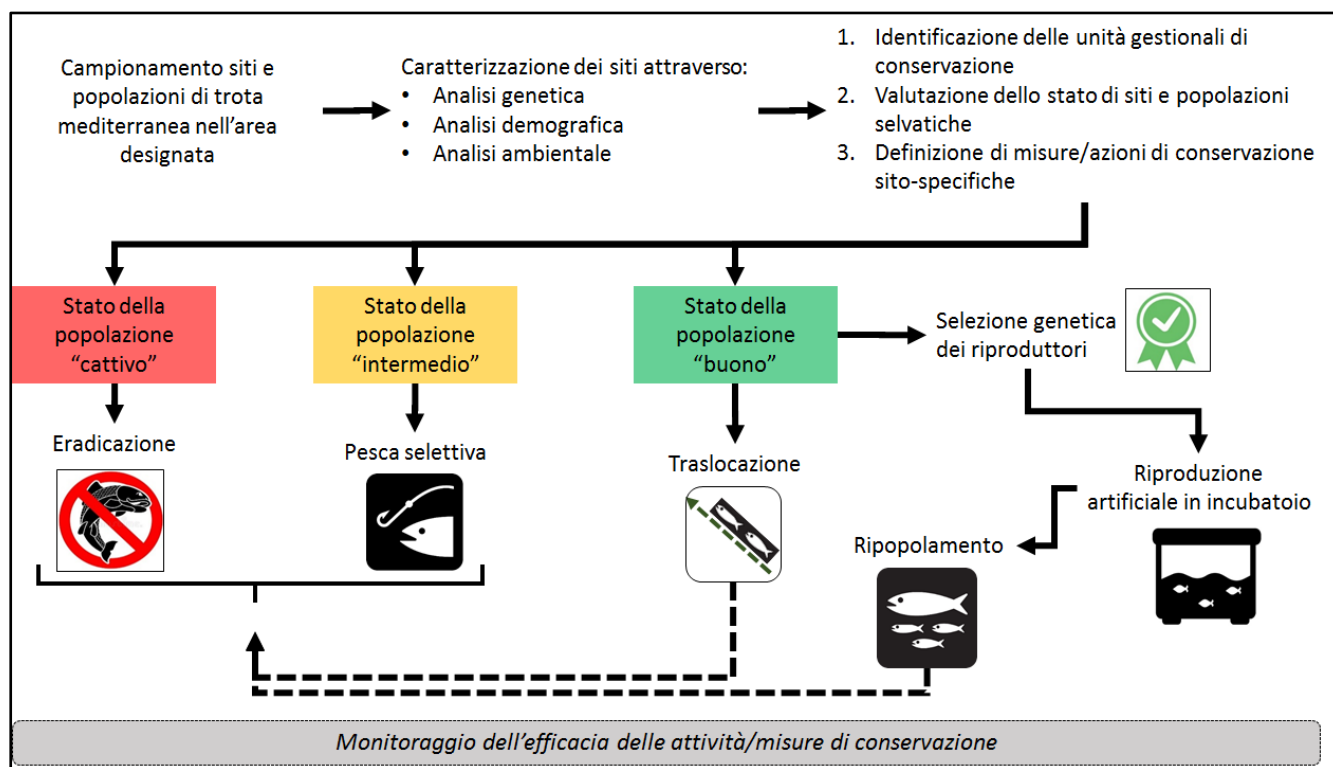 Campionamento siti e
popolazioni di trota
mediterranea nell'area
designata
Caratterizzazione dei siti attraverso:
• Analisi genetica
• Analisi demografica
• Analisi ambientale
1. Identificazione delle unità gestionali di
conservazione
2. Valutazione dello stato di siti e popolazioni
selvatiche
3. Definizione di misure/azioni di conservazione
sito-specifiche
Stato della
popolazione
“cattivo”
Stato della
popolazione
“intermedio”
Stato della
popolazione
“buono”
Selezione genetica
dei riproduttori
Eradicazione
Pesca selettiva
Traslocazione
Riproduzione
artificiale in incubatoio
Ripopolamento
Monitoraggio dell'efficacia delle attività/misure di conservazione